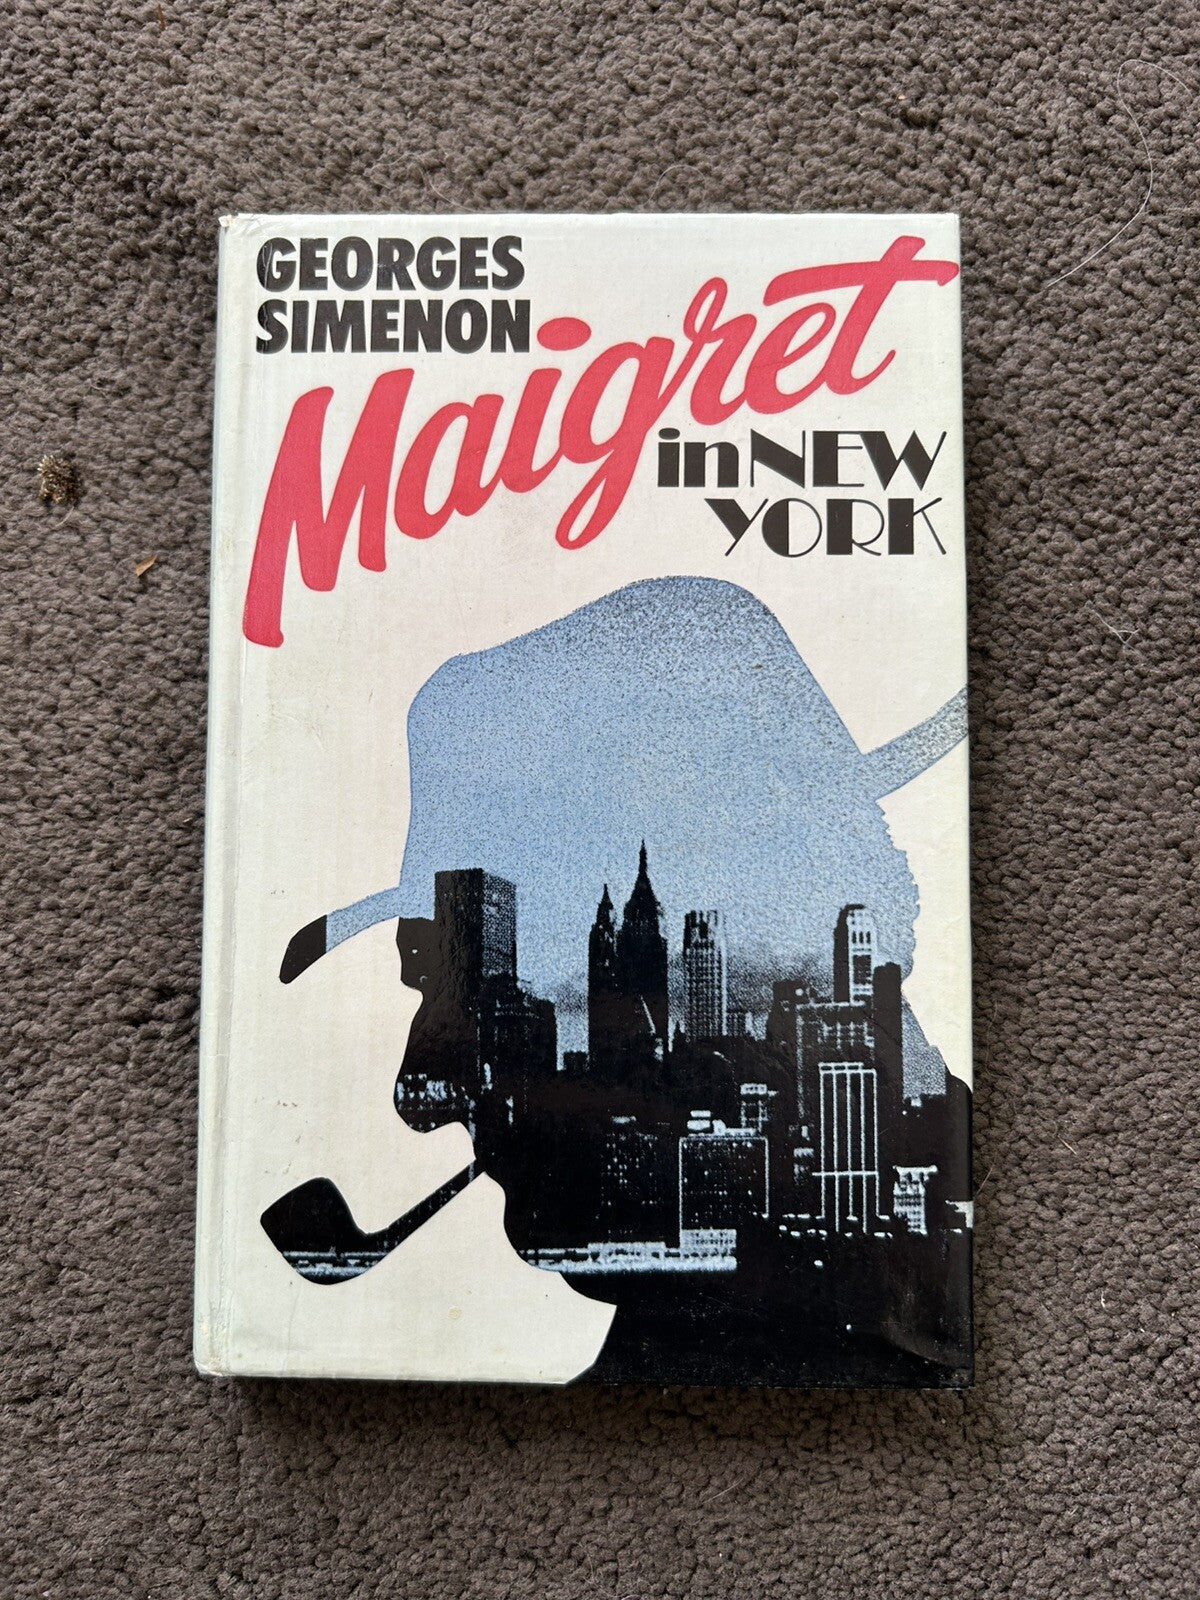 GEORGES
SIMENON
Maigret
in NEW
YORK